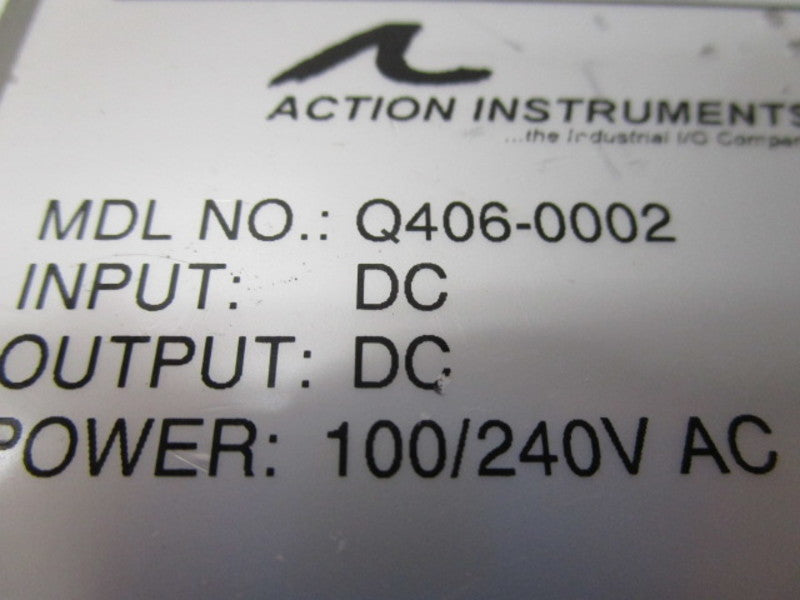 ACTION INSTRUMENTS
...the Industrial I/O Compan
MDL NO.: Q406-0002
INPUT: DC
OUTPUT: DC
POWER: 100/240V AC